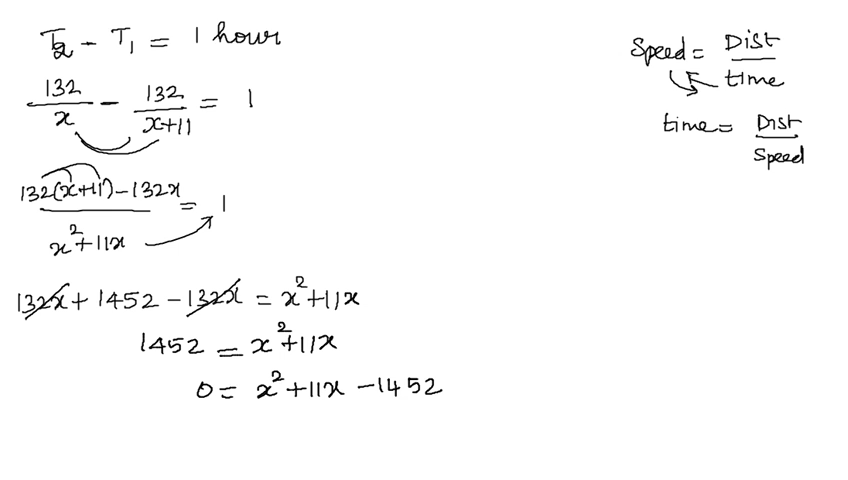 T₂ - T₁ = 1 hour
132/x - 132/x+11 = 1
132(x+11)-132x / x²+11x = 1
132x + 1452 - 132x = x²+11x
1452 = x²+11x
0 = x²+11x -1452
Speed = Dist/time
time = Dist/Speed